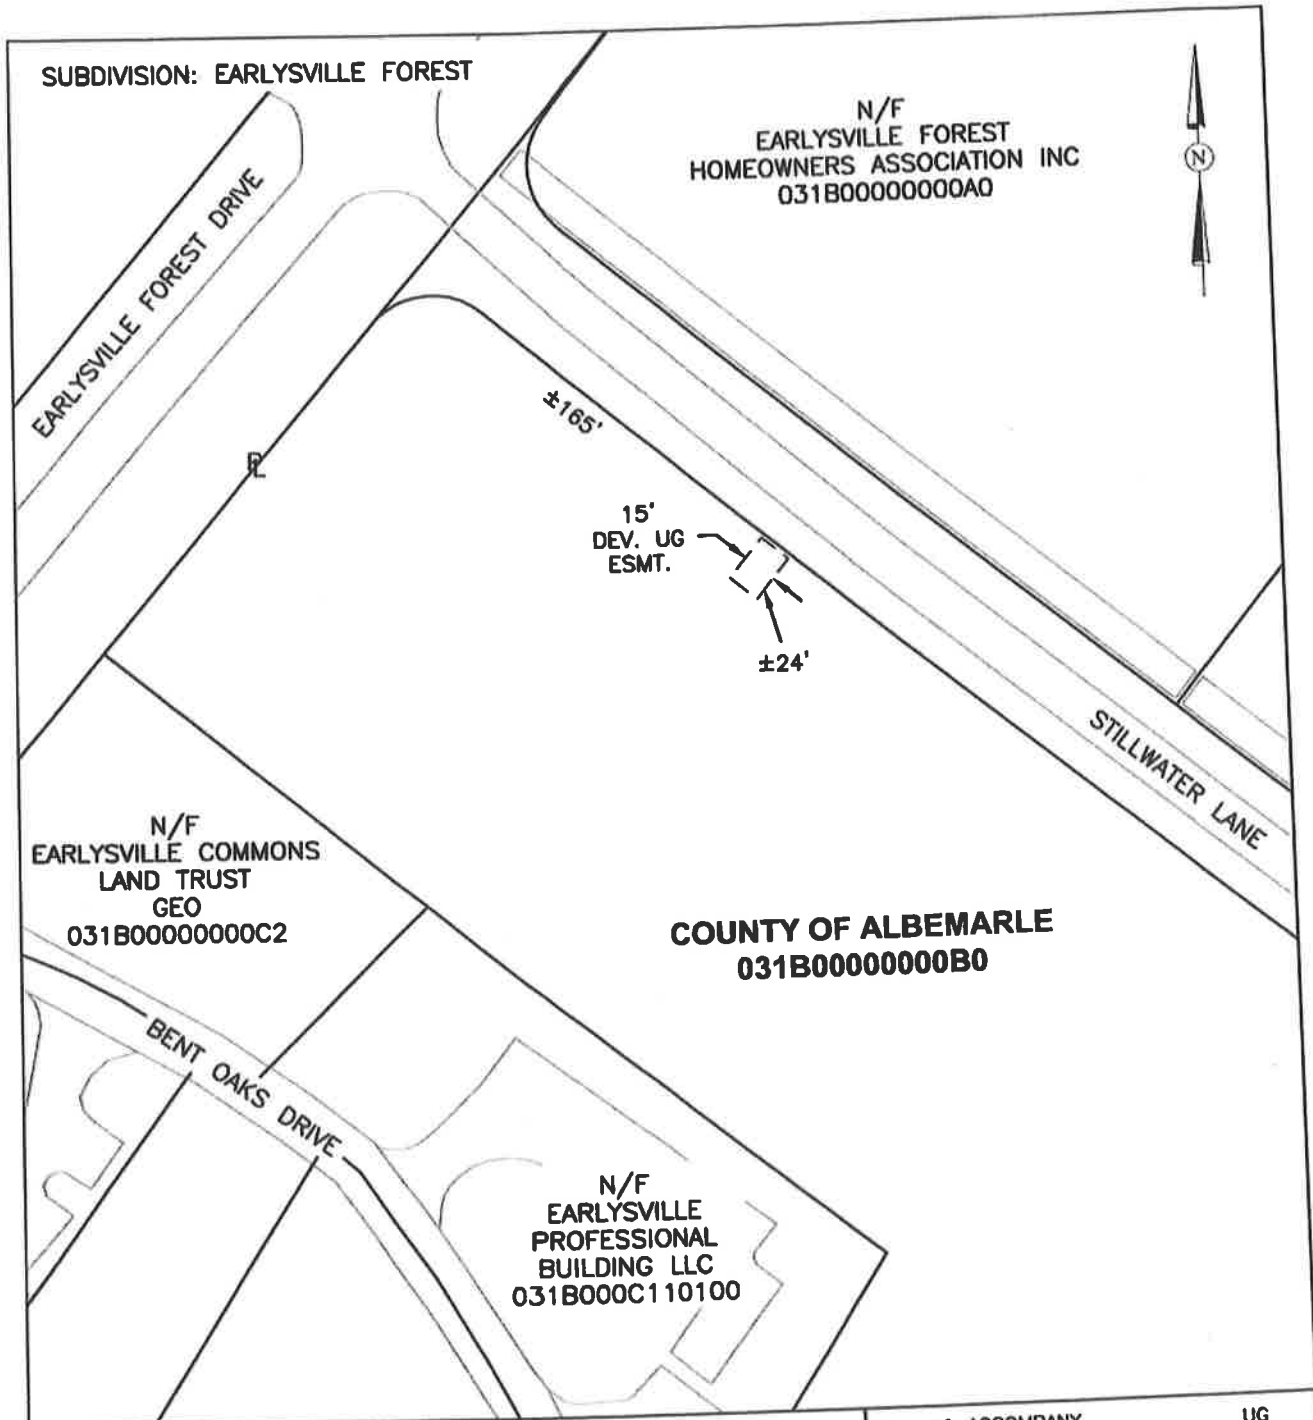 SUBDIVISION: EARLYSVILLE FOREST
N/F
EARLYSVILLE FOREST
HOMEOWNERS ASSOCIATION INC
031B00000000A0
N
EARLYSVILLE FOREST DRIVE
±165'
PL
15'
DEV. UG
ESMT.
±24'
STILLWATER LANE
N/F
EARLYSVILLE COMMONS
LAND TRUST
GEO
031B00000000C2
COUNTY OF ALBEMARLE
031B00000000B0
BENT OAKS DRIVE
N/F
EARLYSVILLE
PROFESSIONAL
BUILDING LLC
031B000C110100
ACCOMPANY
UG